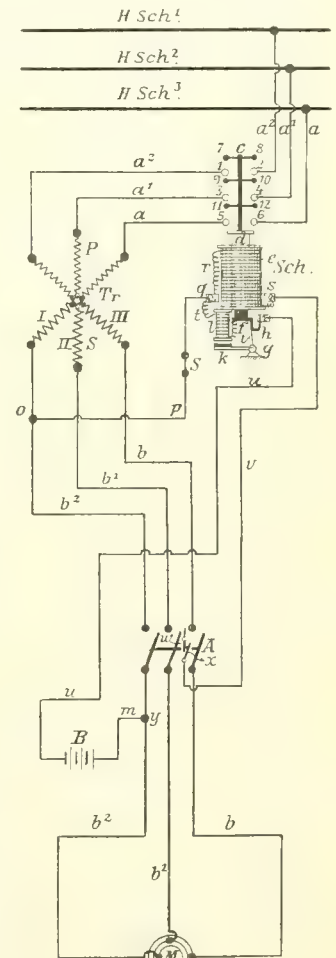 H Sch¹.
H Sch².
H Sch³.
a² a¹ a
c
7 8
1 2
9 10
3 4
11 12
5 6
d
a²
a¹
a
P
Tr
I II S III
r
e Sch.
q
s
t
l
f
i
h
k
g
S
p
u
v
o
b
b¹
b²
w
A
x
u
B
m
y
b²
b¹
b
M